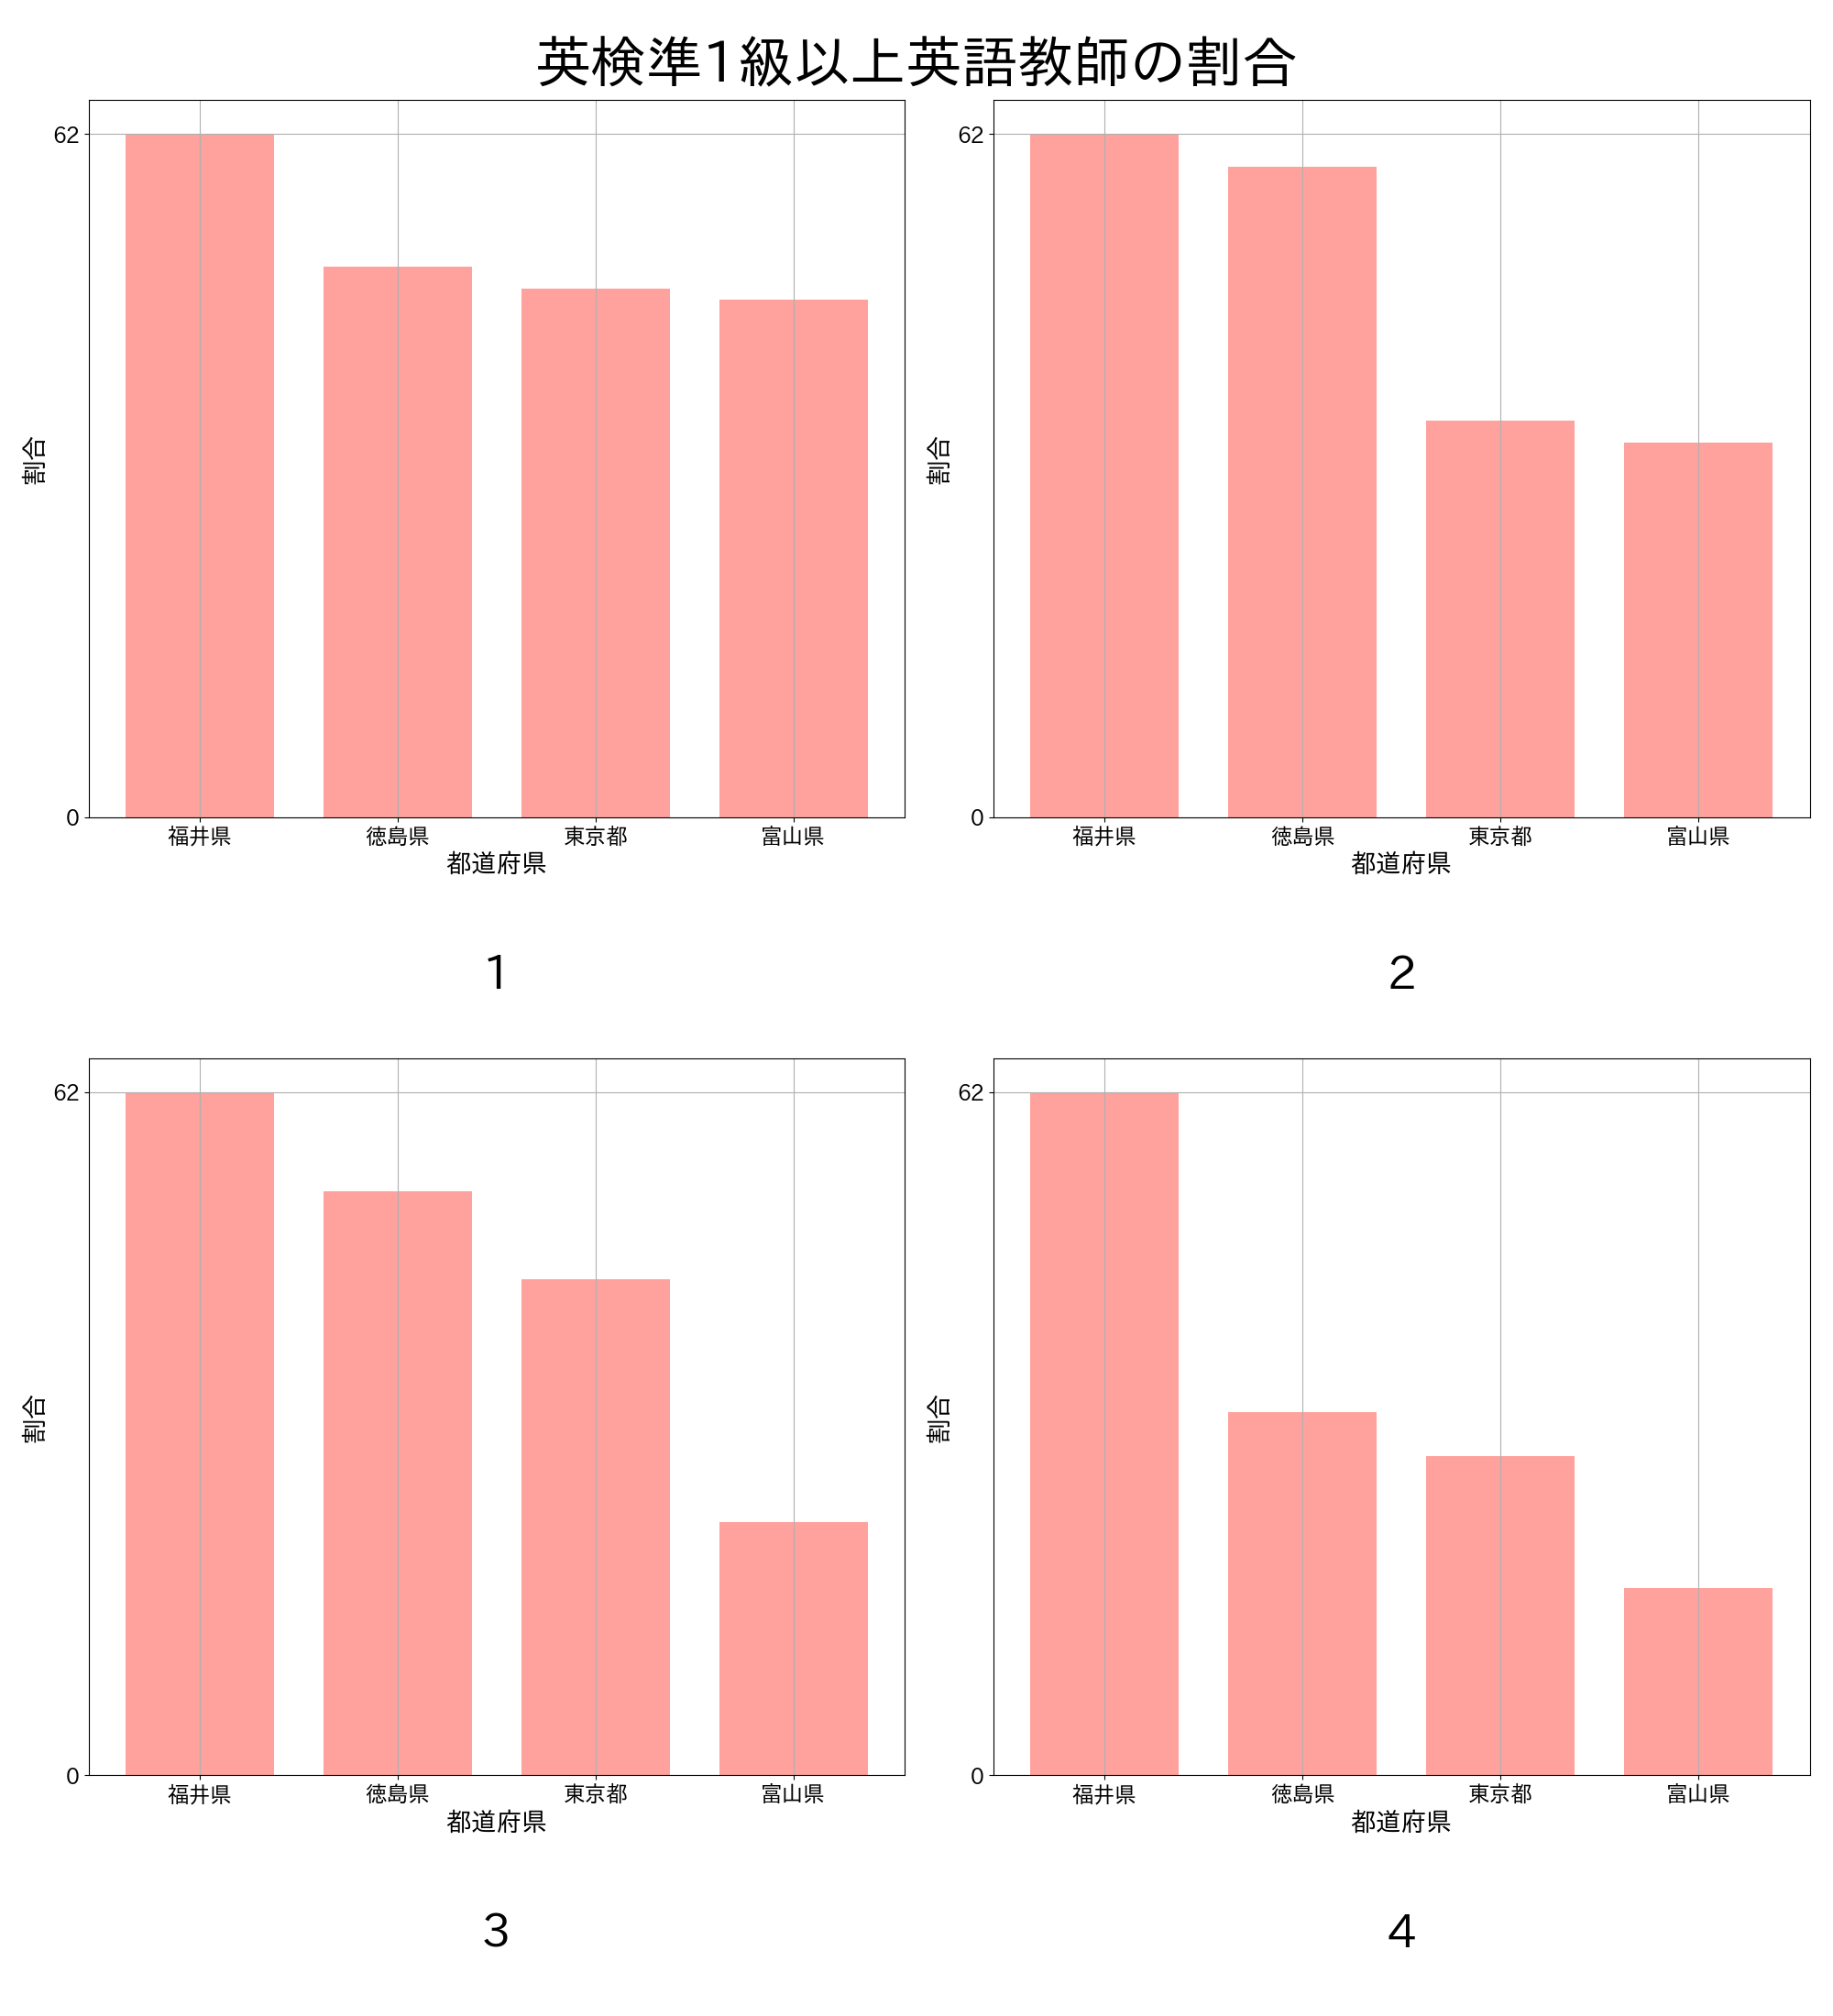 英検準1級以上英語教師の割合
62
0
割合
福井県 徳島県 東京都 富山県
都道府県
1
62
0
割合
福井県 徳島県 東京都 富山県
都道府県
2
62
0
割合
福井県 徳島県 東京都 富山県
都道府県
3
62
0
割合
福井県 徳島県 東京都 富山県
都道府県
4